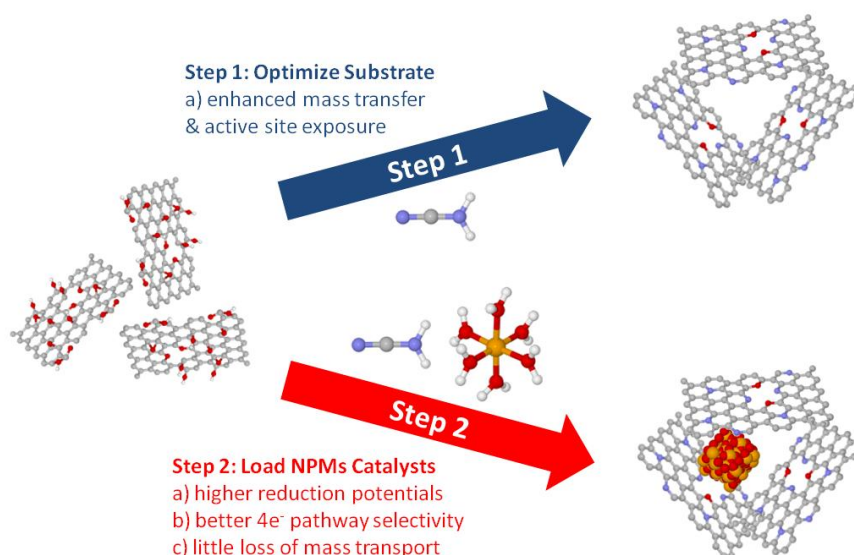 Step 1: Optimize Substrate
a) enhanced mass transfer
& active site exposure
Step 1
Step 2
Step 2: Load NPMs Catalysts
a) higher reduction potentials
b) better 4e⁻ pathway selectivity
c) little loss of mass transport